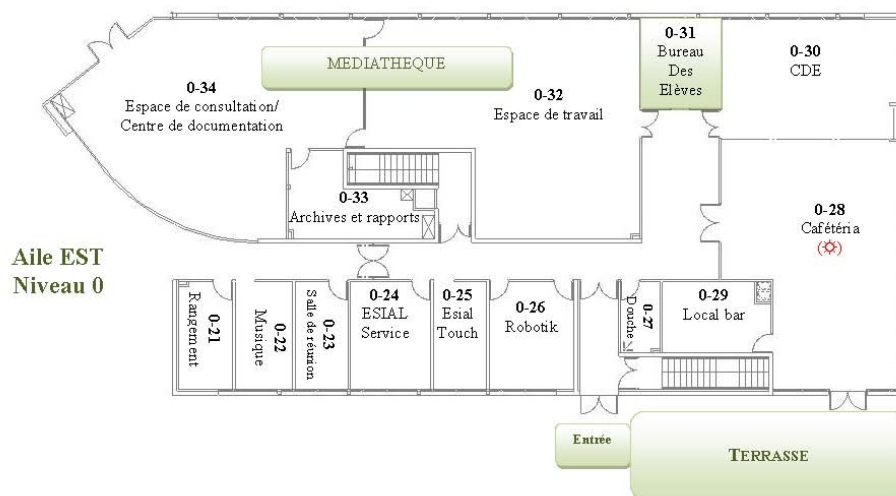 0-31
Bureau
Des
Elèves
0-30
CDE
MEDIATHEQUE
0-34
Espace de consultation/
Centre de documentation
0-32
Espace de travail
0-33
Archives et rapports
0-28
Cafétéria
Aile EST
Niveau 0
0-21
Rangement
0-22
Musique
0-23
Salle de réunion
0-24
ESIAL
Service
0-25
Esial
Touch
0-26
Robotik
0-27
Douche
0-29
Local bar
Entrée
TERRASSE